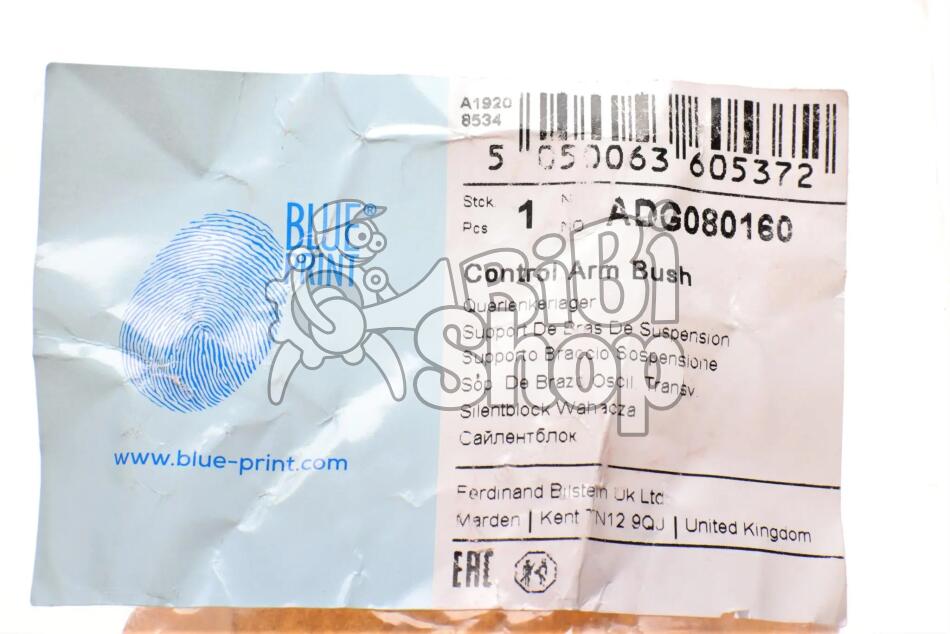 A1920
8534
5 050063 605372
BLUE®
PRINT
Stck
Pcs 1 NO ADG080160
Control Arm Bush
Querlenkerlager
Support De Bras De Suspension
Supporto Braccio Sospensione
Sop. De Brazo Oscil. Transv.
Silentblock Wahacza
Сайлентблок
www.blue-print.com
Ferdinand Bilstein Uk Ltd.
Marden | Kent TN12 9QJ | United Kingdom
EAC
BiBi
Shop